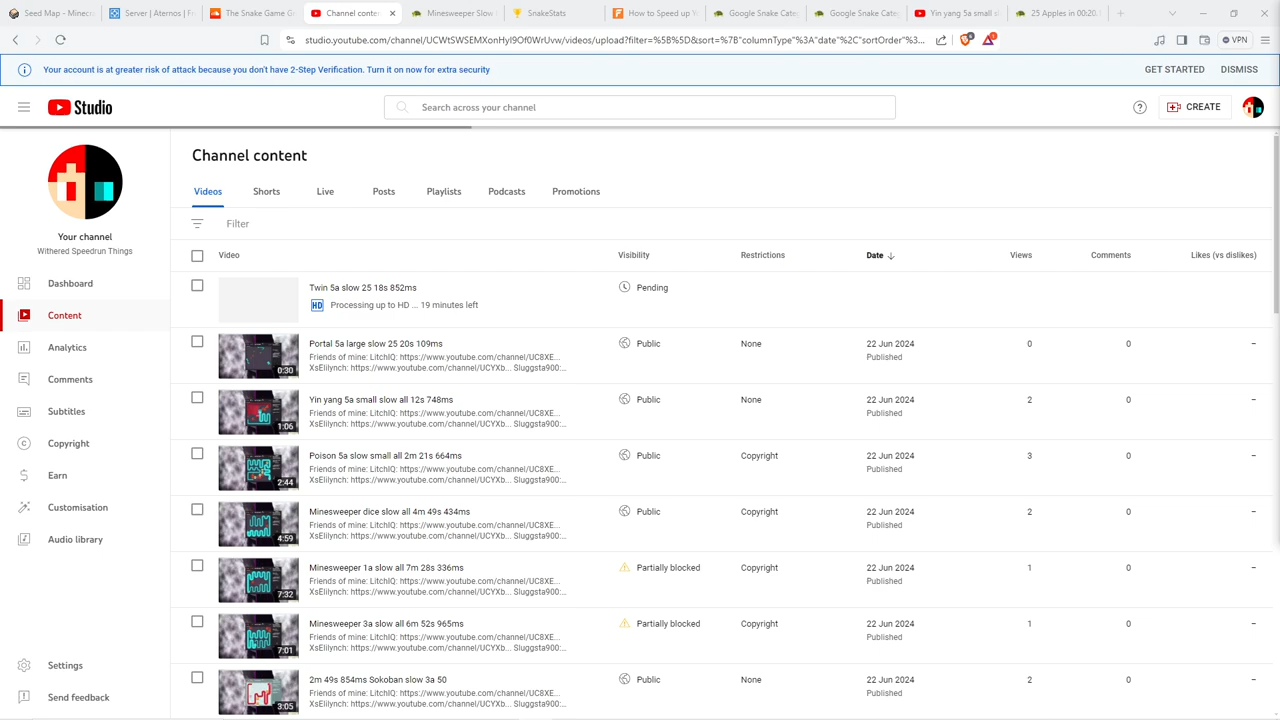 Seed Map - Minecr
Server | Aternos | F
The Snake Game G
Channel conten
Minesweeper Slow
SnakeStats
How to Speed up Y
Google Snake Cate
Google Snake Cate
Yin yang 5a small sl
25 Apples in 00:20.
studio.youtube.com/channel/UCWtSWSEMXonHyI9Of0WrUvw/videos/upload?filter=%5B%5D&sort=%7B"columnType"%3A"date"%2C"sortOrder"%3...
VPN
Your account is at greater risk of attack because you don't have 2-Step Verification. Turn it on now for extra security
GET STARTED
DISMISS
Studio
Search across your channel
CREATE
Channel content
Videos
Shorts
Live
Posts
Playlists
Podcasts
Promotions
Filter
Your channel
Withered Speedrun Things
Dashboard
Content
Analytics
Comments
Subtitles
Copyright
Earn
Customisation
Audio library
Settings
Send feedback
Video
Visibility
Restrictions
Date
Views
Comments
Likes (vs dislikes)
Twin 5a slow 25 18s 852ms
HD Processing up to HD ... 19 minutes left
Pending
0:30
Portal 5a large slow 25 20s 109ms
Friends of mine: LitchIQ: https://www.youtube.com/channel/UC8XE...
XsEliIynch: https://www.youtube.com/channel/UCYXb... Sluggsta900:...
Public
None
22 Jun 2024
Published
0
0
–
1:06
Yin yang 5a small slow all 12s 748ms
Friends of mine: LitchIQ: https://www.youtube.com/channel/UC8XE...
XsEliIynch: https://www.youtube.com/channel/UCYXb... Sluggsta900:...
Public
None
22 Jun 2024
Published
2
0
–
2:44
Poison 5a slow small all 2m 21s 664ms
Friends of mine: LitchIQ: https://www.youtube.com/channel/UC8XE...
XsEliIynch: https://www.youtube.com/channel/UCYXb... Sluggsta900:...
Public
Copyright
22 Jun 2024
Published
3
0
–
4:59
Minesweeper dice slow all 4m 49s 434ms
Friends of mine: LitchIQ: https://www.youtube.com/channel/UC8XE...
XsEliIynch: https://www.youtube.com/channel/UCYXb... Sluggsta900:...
Public
Copyright
22 Jun 2024
Published
2
0
–
7:32
Minesweeper 1a slow all 7m 28s 336ms
Friends of mine: LitchIQ: https://www.youtube.com/channel/UC8XE...
XsEliIynch: https://www.youtube.com/channel/UCYXb... Sluggsta900:...
Partially blocked
Copyright
22 Jun 2024
Published
1
0
–
7:01
Minesweeper 3a slow all 6m 52s 965ms
Friends of mine: LitchIQ: https://www.youtube.com/channel/UC8XE...
XsEliIynch: https://www.youtube.com/channel/UCYXb... Sluggsta900:...
Partially blocked
Copyright
22 Jun 2024
Published
1
0
–
3:05
2m 49s 854ms Sokoban slow 3a 50
Friends of mine: LitchIQ: https://www.youtube.com/channel/UC8XE...
XsEliIynch: https://www.youtube.com/channel/UCYXb... Sluggsta900:...
Public
None
22 Jun 2024
Published
2
0
–